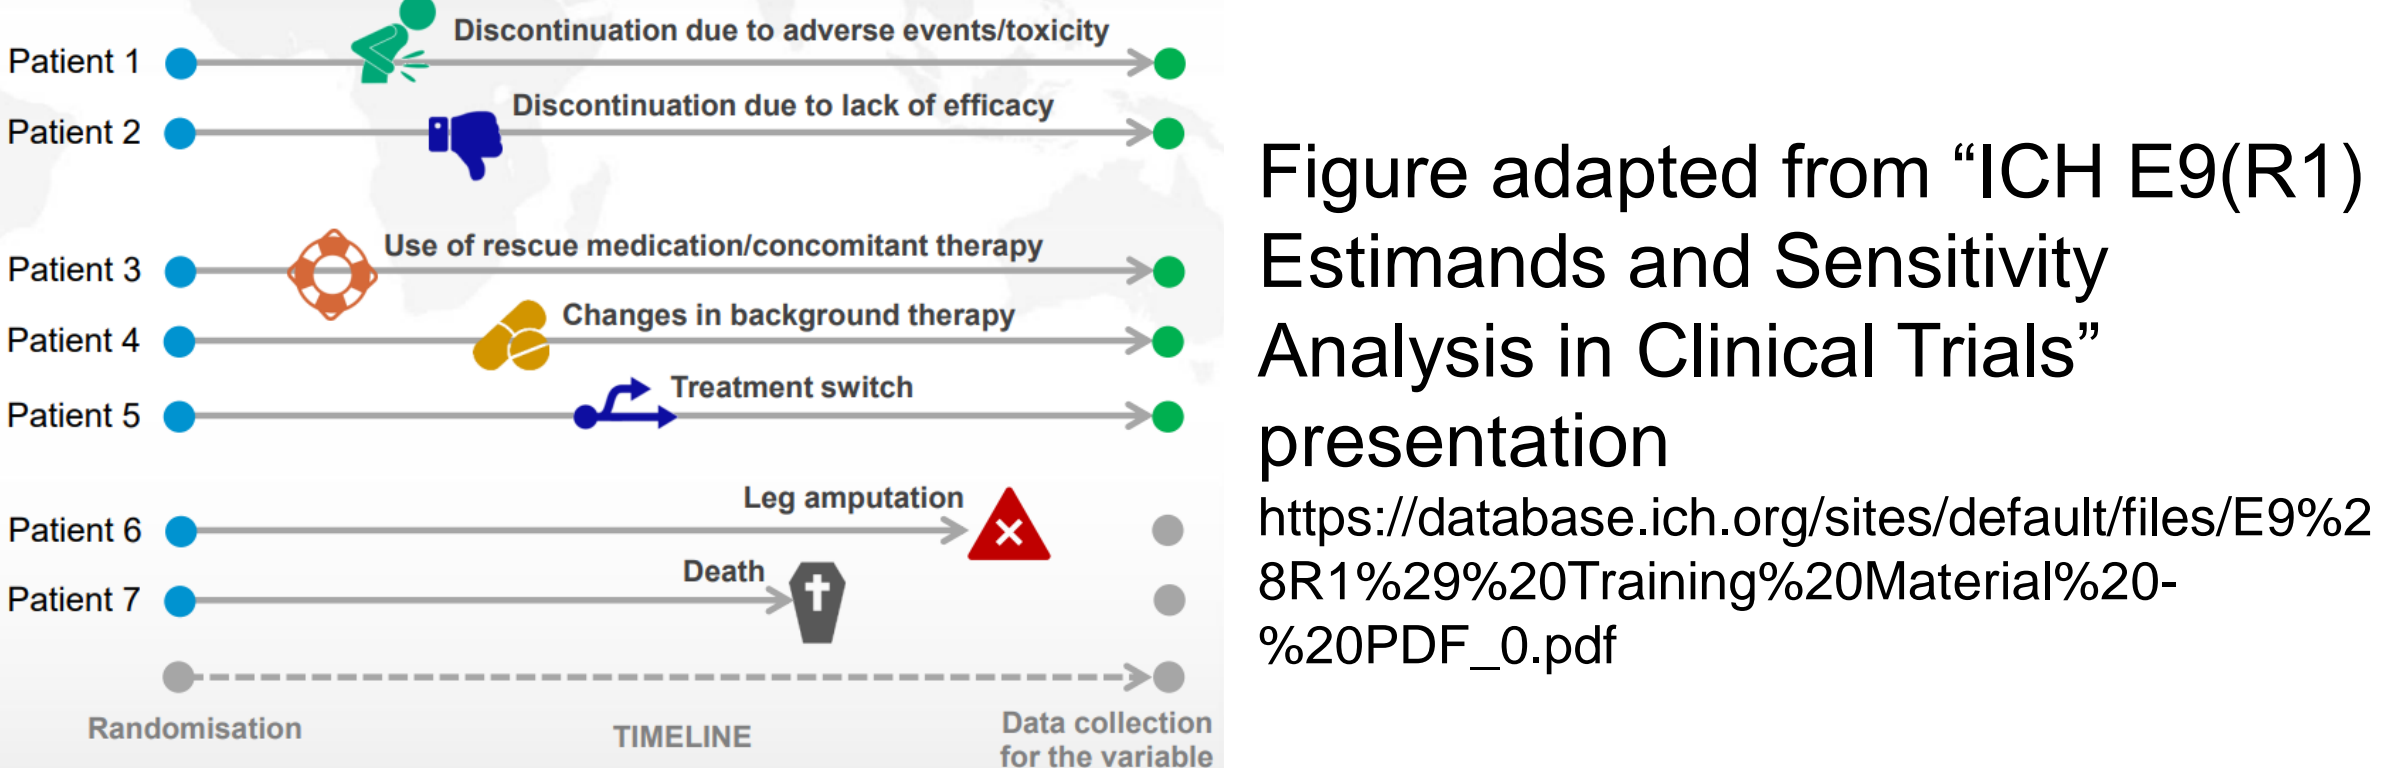 Discontinuation due to adverse events/toxicity
Patient 1
Discontinuation due to lack of efficacy
Patient 2
Use of rescue medication/concomitant therapy
Patient 3
Changes in background therapy
Patient 4
Treatment switch
Patient 5
Leg amputation
Patient 6
Death
Patient 7
Randomisation
TIMELINE
Data collection
for the variable
Figure adapted from “ICH E9(R1)
Estimands and Sensitivity
Analysis in Clinical Trials”
presentation
https://database.ich.org/sites/default/files/E9%2
8R1%29%20Training%20Material%20-
%20PDF_0.pdf